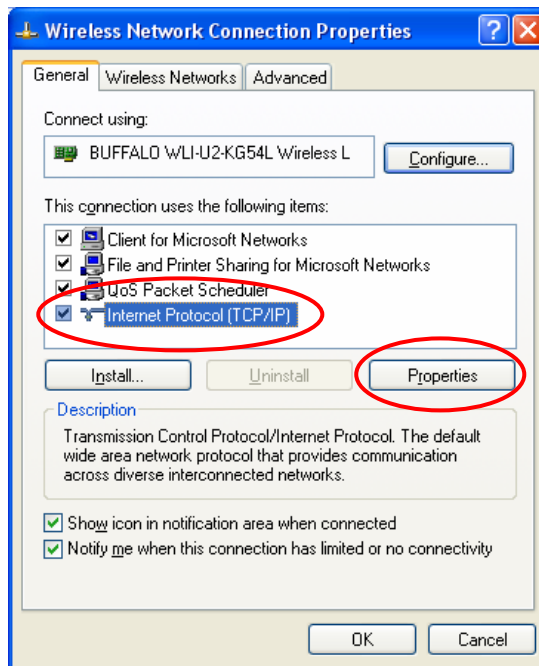 Wireless Network Connection Properties
General Wireless Networks Advanced
Connect using:
BUFFALO WLI-U2-KG54L Wireless L Configure...
This connection uses the following items:
Client for Microsoft Networks
File and Printer Sharing for Microsoft Networks
QoS Packet Scheduler
Internet Protocol (TCP/IP)
Install... Uninstall Properties
Description
Transmission Control Protocol/Internet Protocol. The default
wide area network protocol that provides communication
across diverse interconnected networks.
Show icon in notification area when connected
Notify me when this connection has limited or no connectivity
OK Cancel